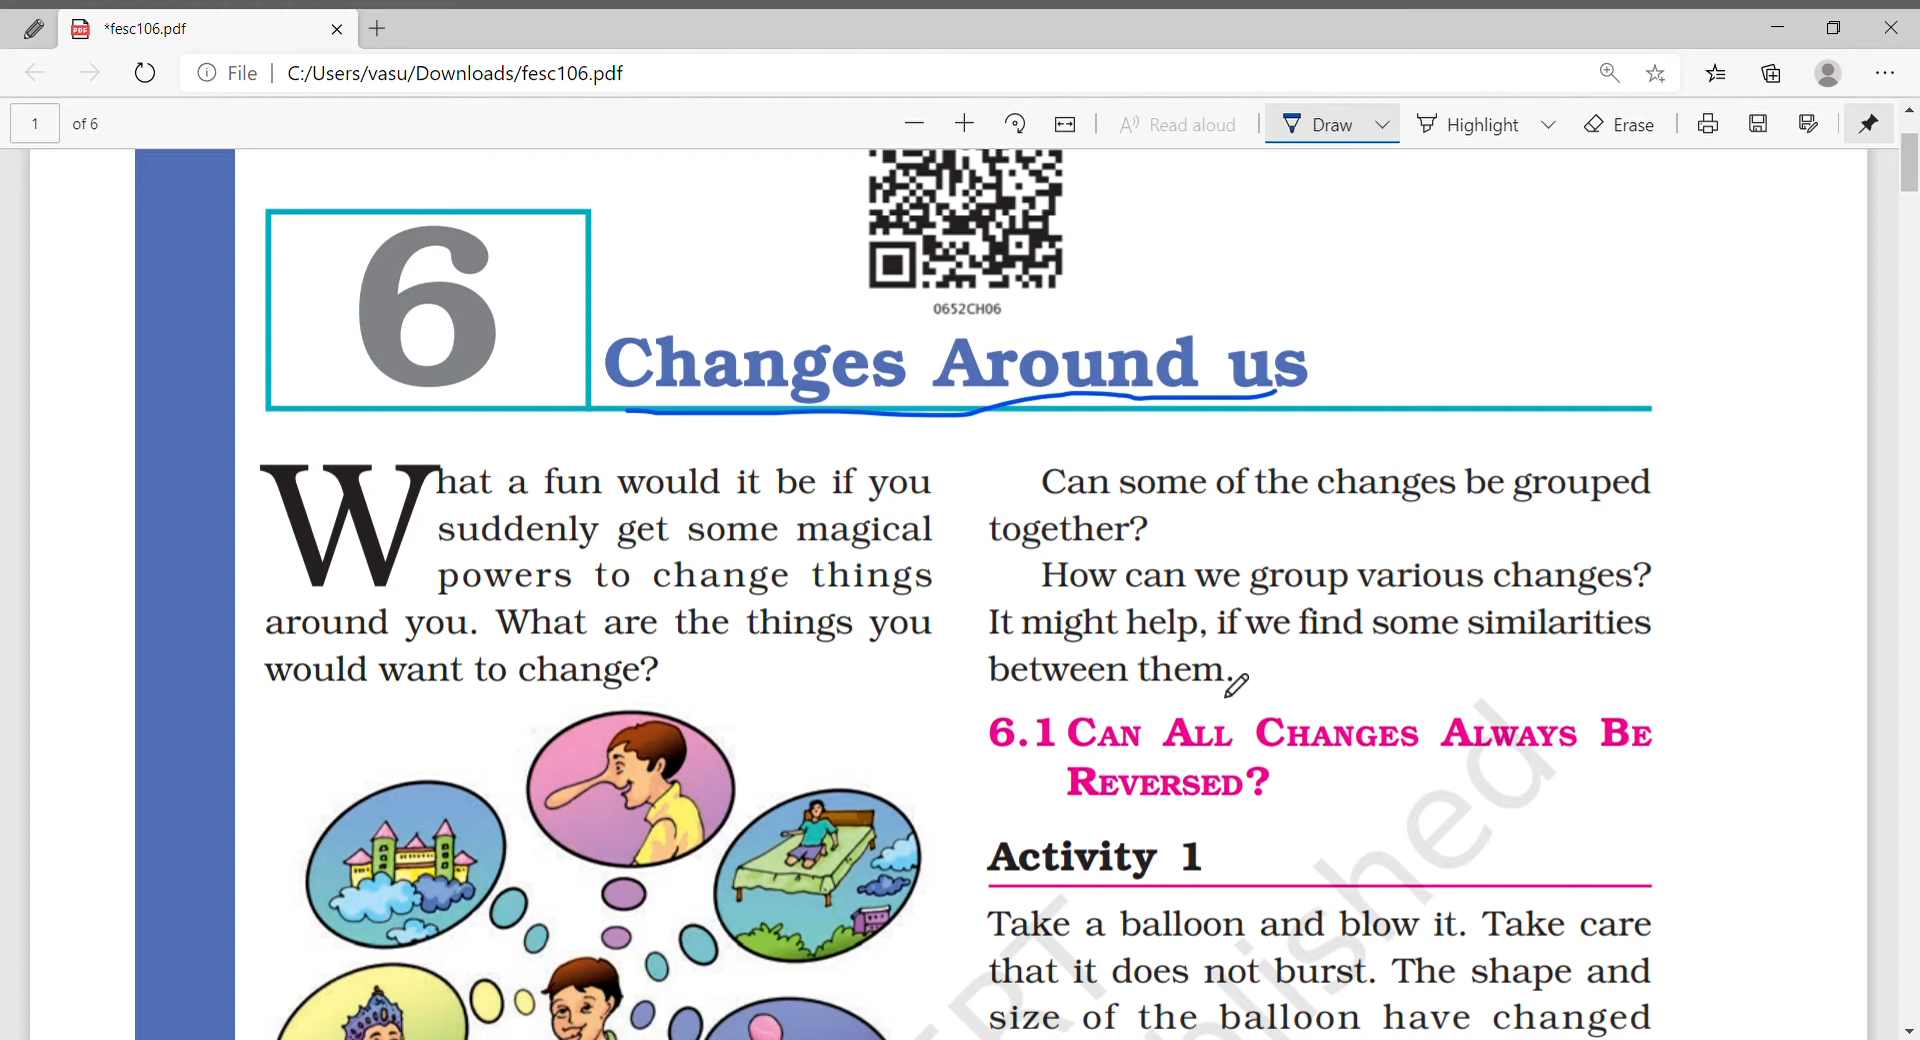 *fesc106.pdf
File | C:/Users/vasu/Downloads/fesc106.pdf
1 of 6
Read aloud
Draw
Highlight
Erase
0652CH06
6
Changes Around us
What a fun would it be if you
suddenly get some magical
powers to change things
around you. What are the things you
would want to change?
Can some of the changes be grouped
together?
How can we group various changes?
It might help, if we find some similarities
between them.
6.1 CAN ALL CHANGES ALWAYS BE
REVERSED?
Activity 1
Take a balloon and blow it. Take care
that it does not burst. The shape and
size of the balloon have changed